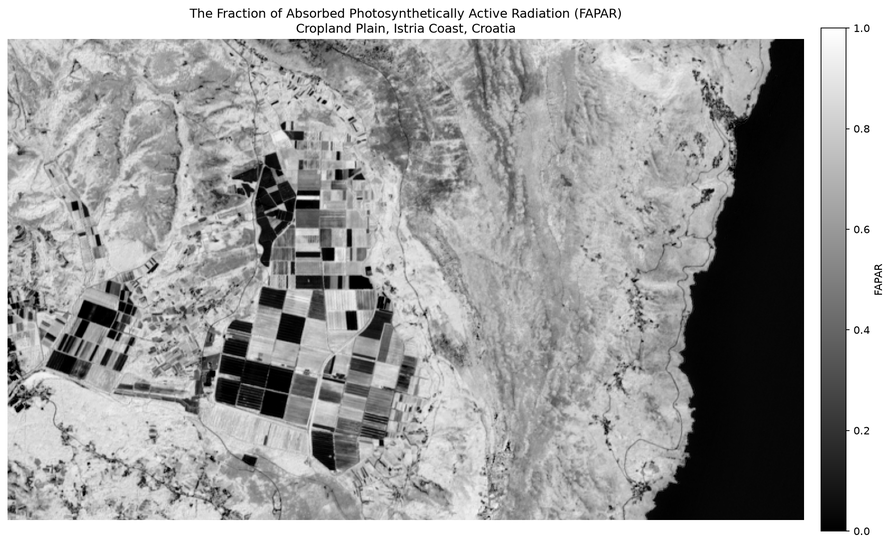 The Fraction of Absorbed Photosynthetically Active Radiation (FAPAR)
Cropland Plain, Istria Coast, Croatia
1.0
0.8
0.6
0.4
0.2
0.0
FAPAR